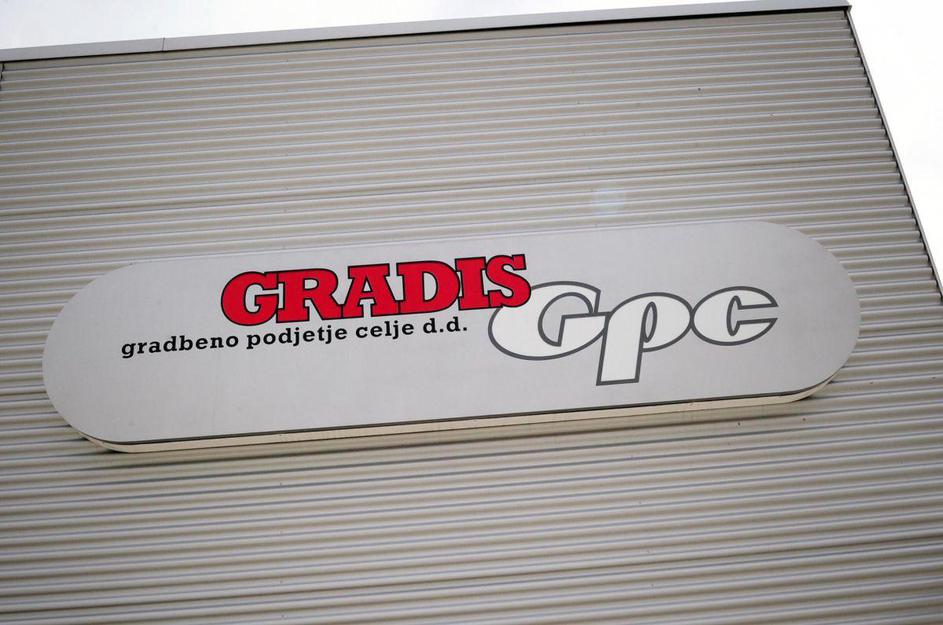 GRADIS
gradbeno podjetje celje d.d.
Gpc